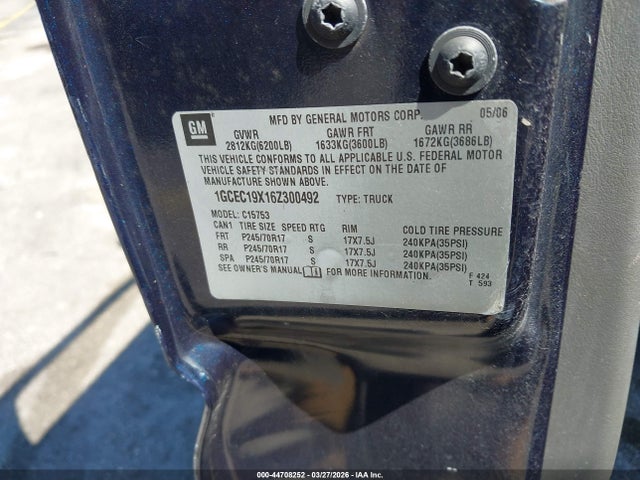 GM
MFD BY GENERAL MOTORS CORP 05/06
GVWR GAWR FRT GAWR RR
2812KG(6200LB) 1633KG(3600LB) 1672KG(3686LB)
THIS VEHICLE CONFORMS TO ALL APPLICABLE U.S. FEDERAL MOTOR
VEHICLE SAFETY STANDARDS IN EFFECT ON THE DATE OF
MANUFACTURE SHOWN ABOVE.
1GCEC19X16Z300492 TYPE: TRUCK
MODEL: C15753
CAN1 TIRE SIZE SPEED RTG RIM COLD TIRE PRESSURE
FRT P245/70R17 S 17X7.5J 240KPA(35PSI)
RR P245/70R17 S 17X7.5J 240KPA(35PSI)
SPA P245/70R17 S 17X7.5J 240KPA(35PSI)
SEE OWNER'S MANUAL FOR MORE INFORMATION.
F 424
T 593
000-44708252 | 03/27/2026 | IAA Corp.